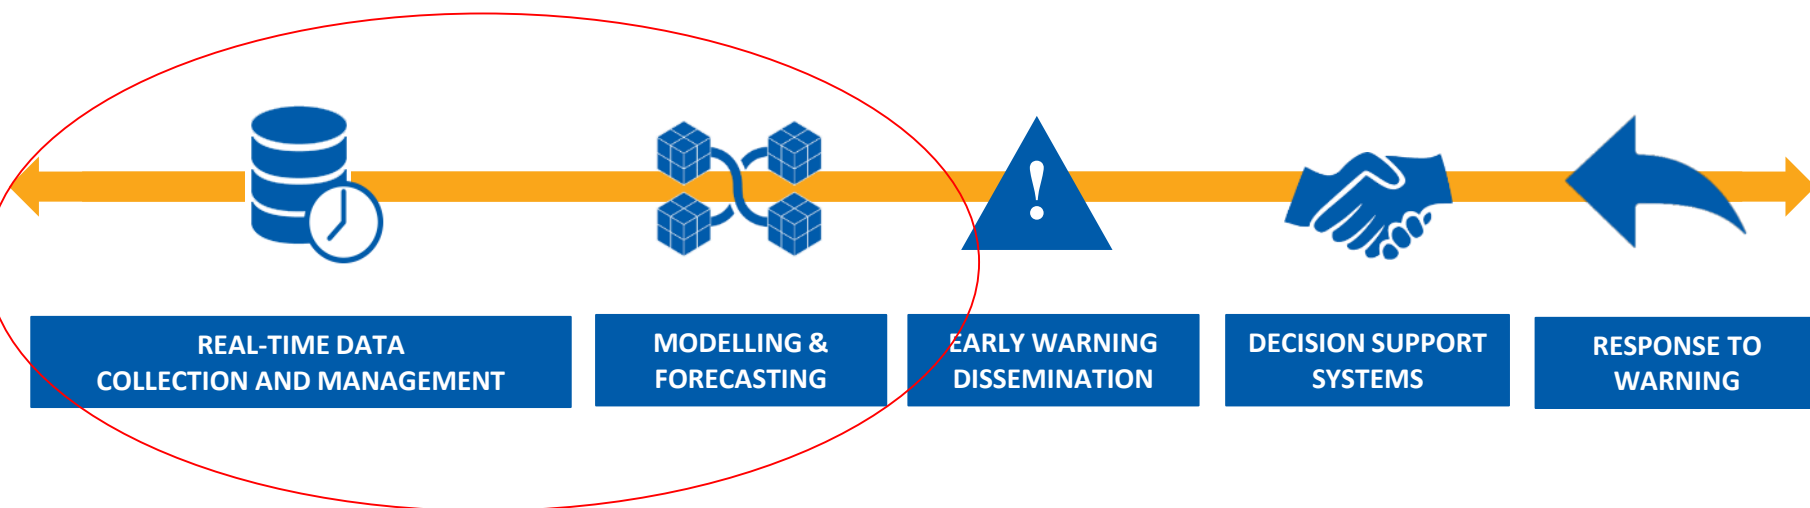 !
REAL-TIME DATA
COLLECTION AND MANAGEMENT
MODELLING &
FORECASTING
EARLY WARNING
DISSEMINATION
DECISION SUPPORT
SYSTEMS
RESPONSE TO
WARNING